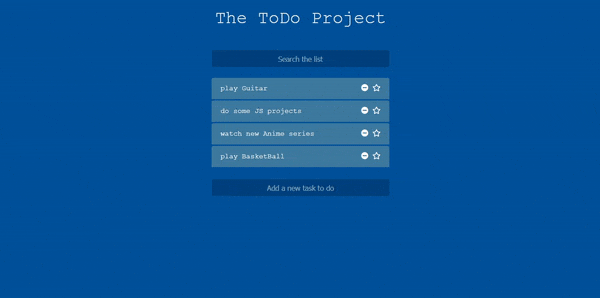 The ToDo Project
Search the list
play Guitar
do some JS projects
watch new Anime series
play BasketBall
Add a new task to do